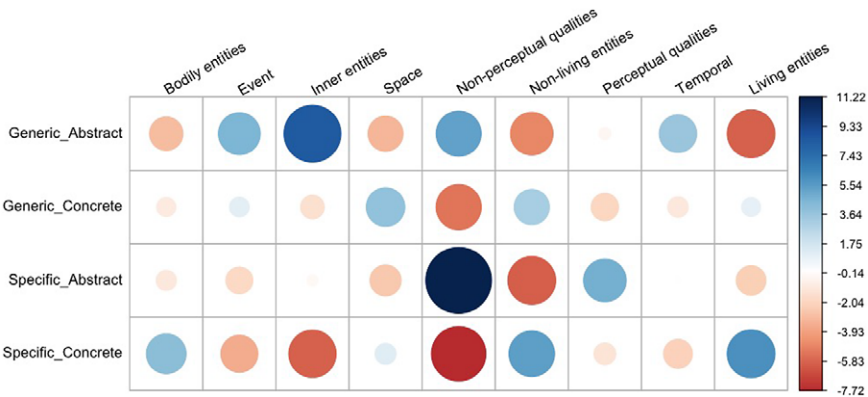 Bodily entities
Event
Inner entities
Space
Non-perceptual qualities
Non-living entities
Perceptual qualities
Temporal
Living entities
Generic_Abstract
Generic_Concrete
Specific_Abstract
Specific_Concrete
11.22
9.33
7.43
5.54
3.64
1.75
-0.14
-2.04
-3.93
-5.83
-7.72